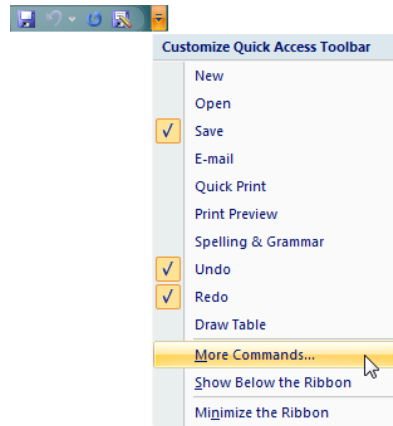 Customize Quick Access Toolbar
New
Open
Save
E-mail
Quick Print
Print Preview
Spelling & Grammar
Undo
Redo
Draw Table
More Commands...
Show Below the Ribbon
Minimize the Ribbon